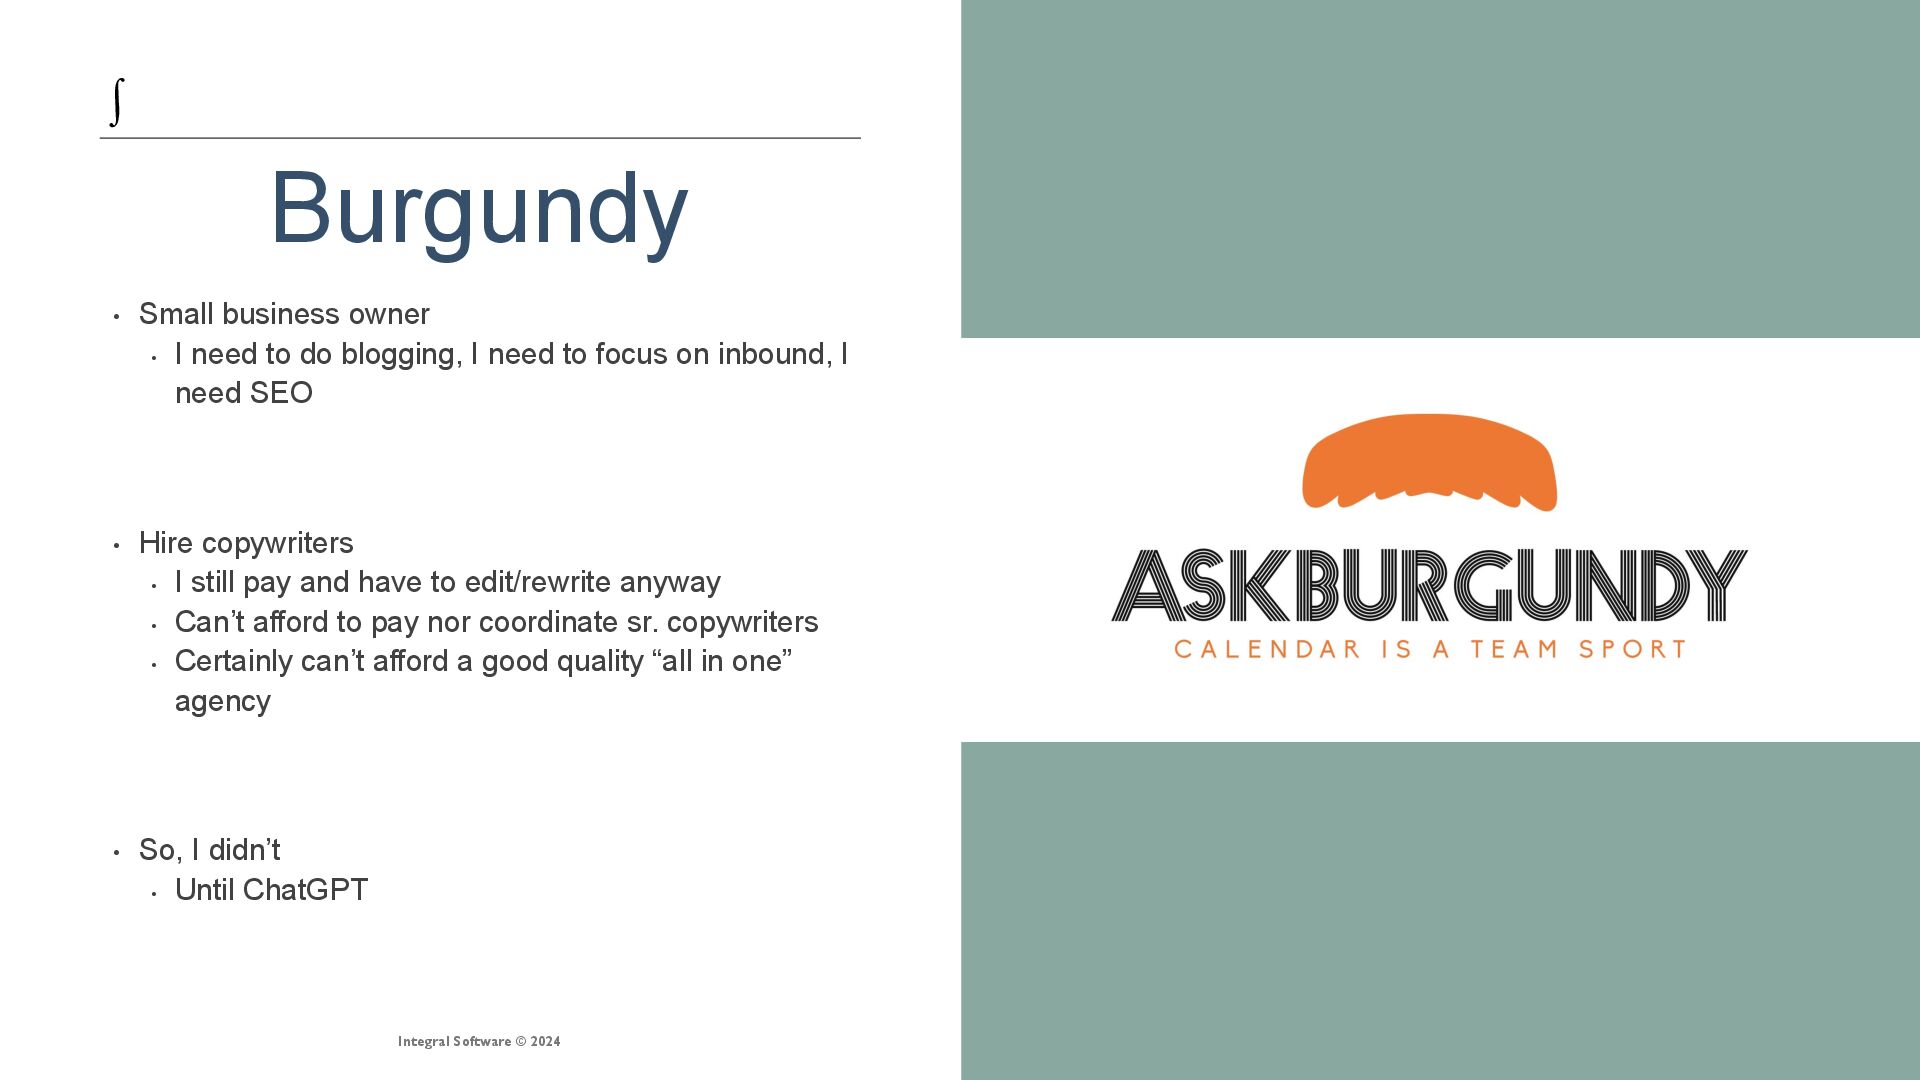 ∫
Burgundy
• Small business owner
• I need to do blogging, I need to focus on inbound, I
need SEO
• Hire copywriters
• I still pay and have to edit/rewrite anyway
• Can’t afford to pay nor coordinate sr. copywriters
• Certainly can’t afford a good quality “all in one”
agency
• So, I didn’t
• Until ChatGPT
Integral Software © 2024
ASKBURGUNDY
CALENDAR IS A TEAM SPORT